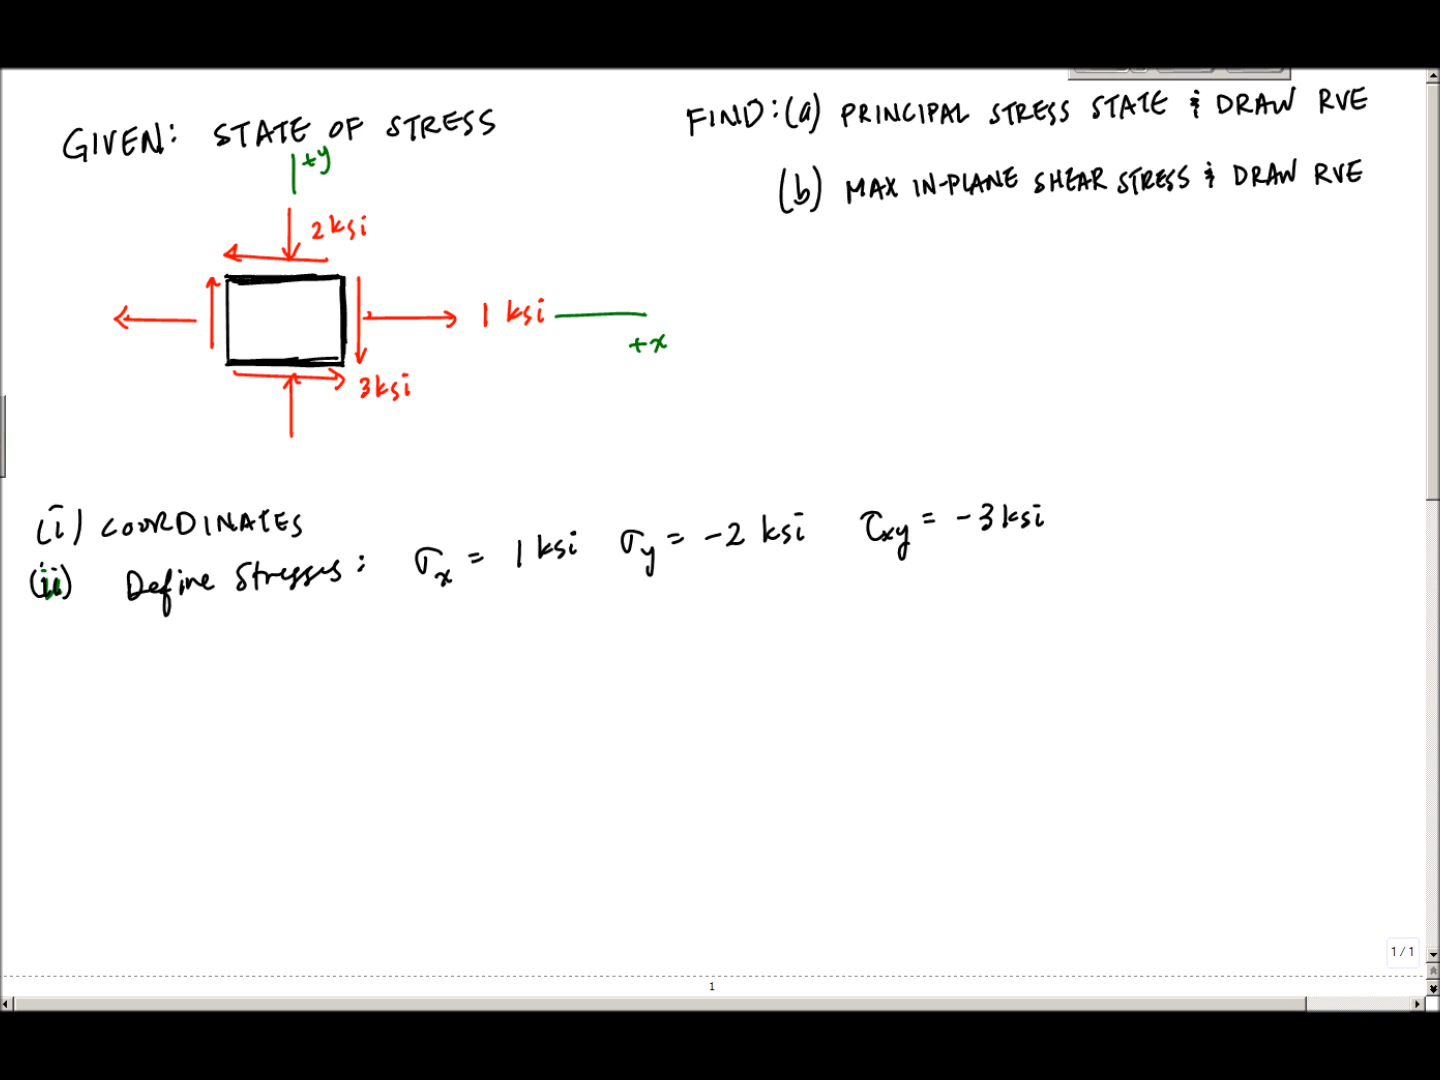 GIVEN: STATE OF STRESS
FIND: (a) PRINCIPAL STRESS STATE & DRAW RVE
(b) MAX IN-PLANE SHEAR STRESS & DRAW RVE
+y
2 ksi
1 ksi
+x
3 ksi
(i) COORDINATES
(ii) Define Stresses: σx = 1 ksi σy = -2 ksi τxy = -3 ksi
1 / 1
1